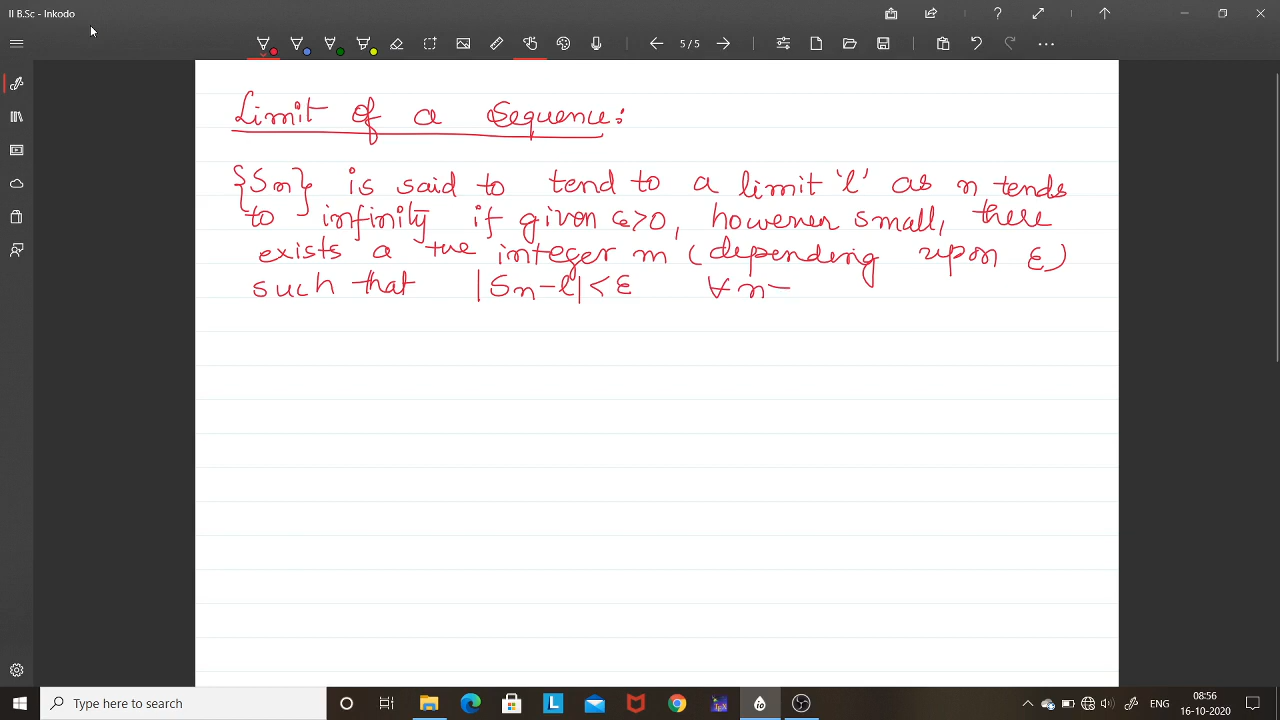 II B.Sc - Inkodo
5/5
Limit of a Sequence:
{Sn} is said to tend to a limit 'l' as n tends
to infinity if given ε>0, however small, there
exists a +ve integer m (depending upon ε)
such that |Sn-l|<ε ∀ n-
Type here to search
L
ENG
08:56
16-10-2020